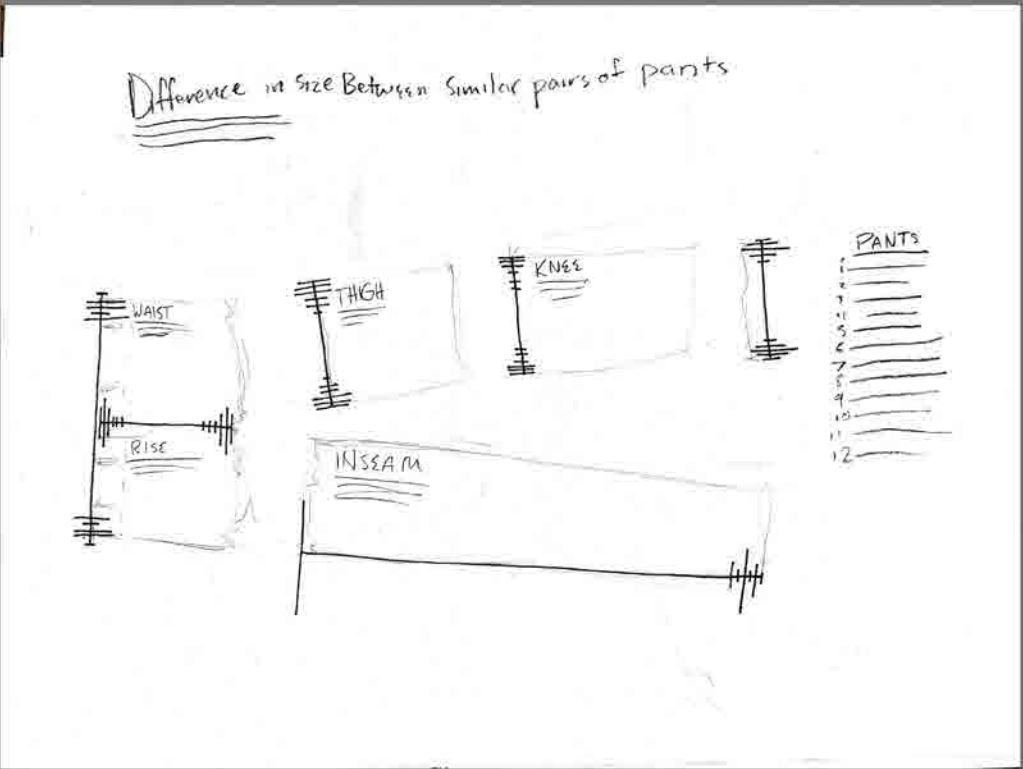 Difference in Size Between Similar pairs of pants
WAIST
RISE
THIGH
KNEE
INSEAM
PANTS
1
2
3
4
5
6
7
8
9
10
11
12